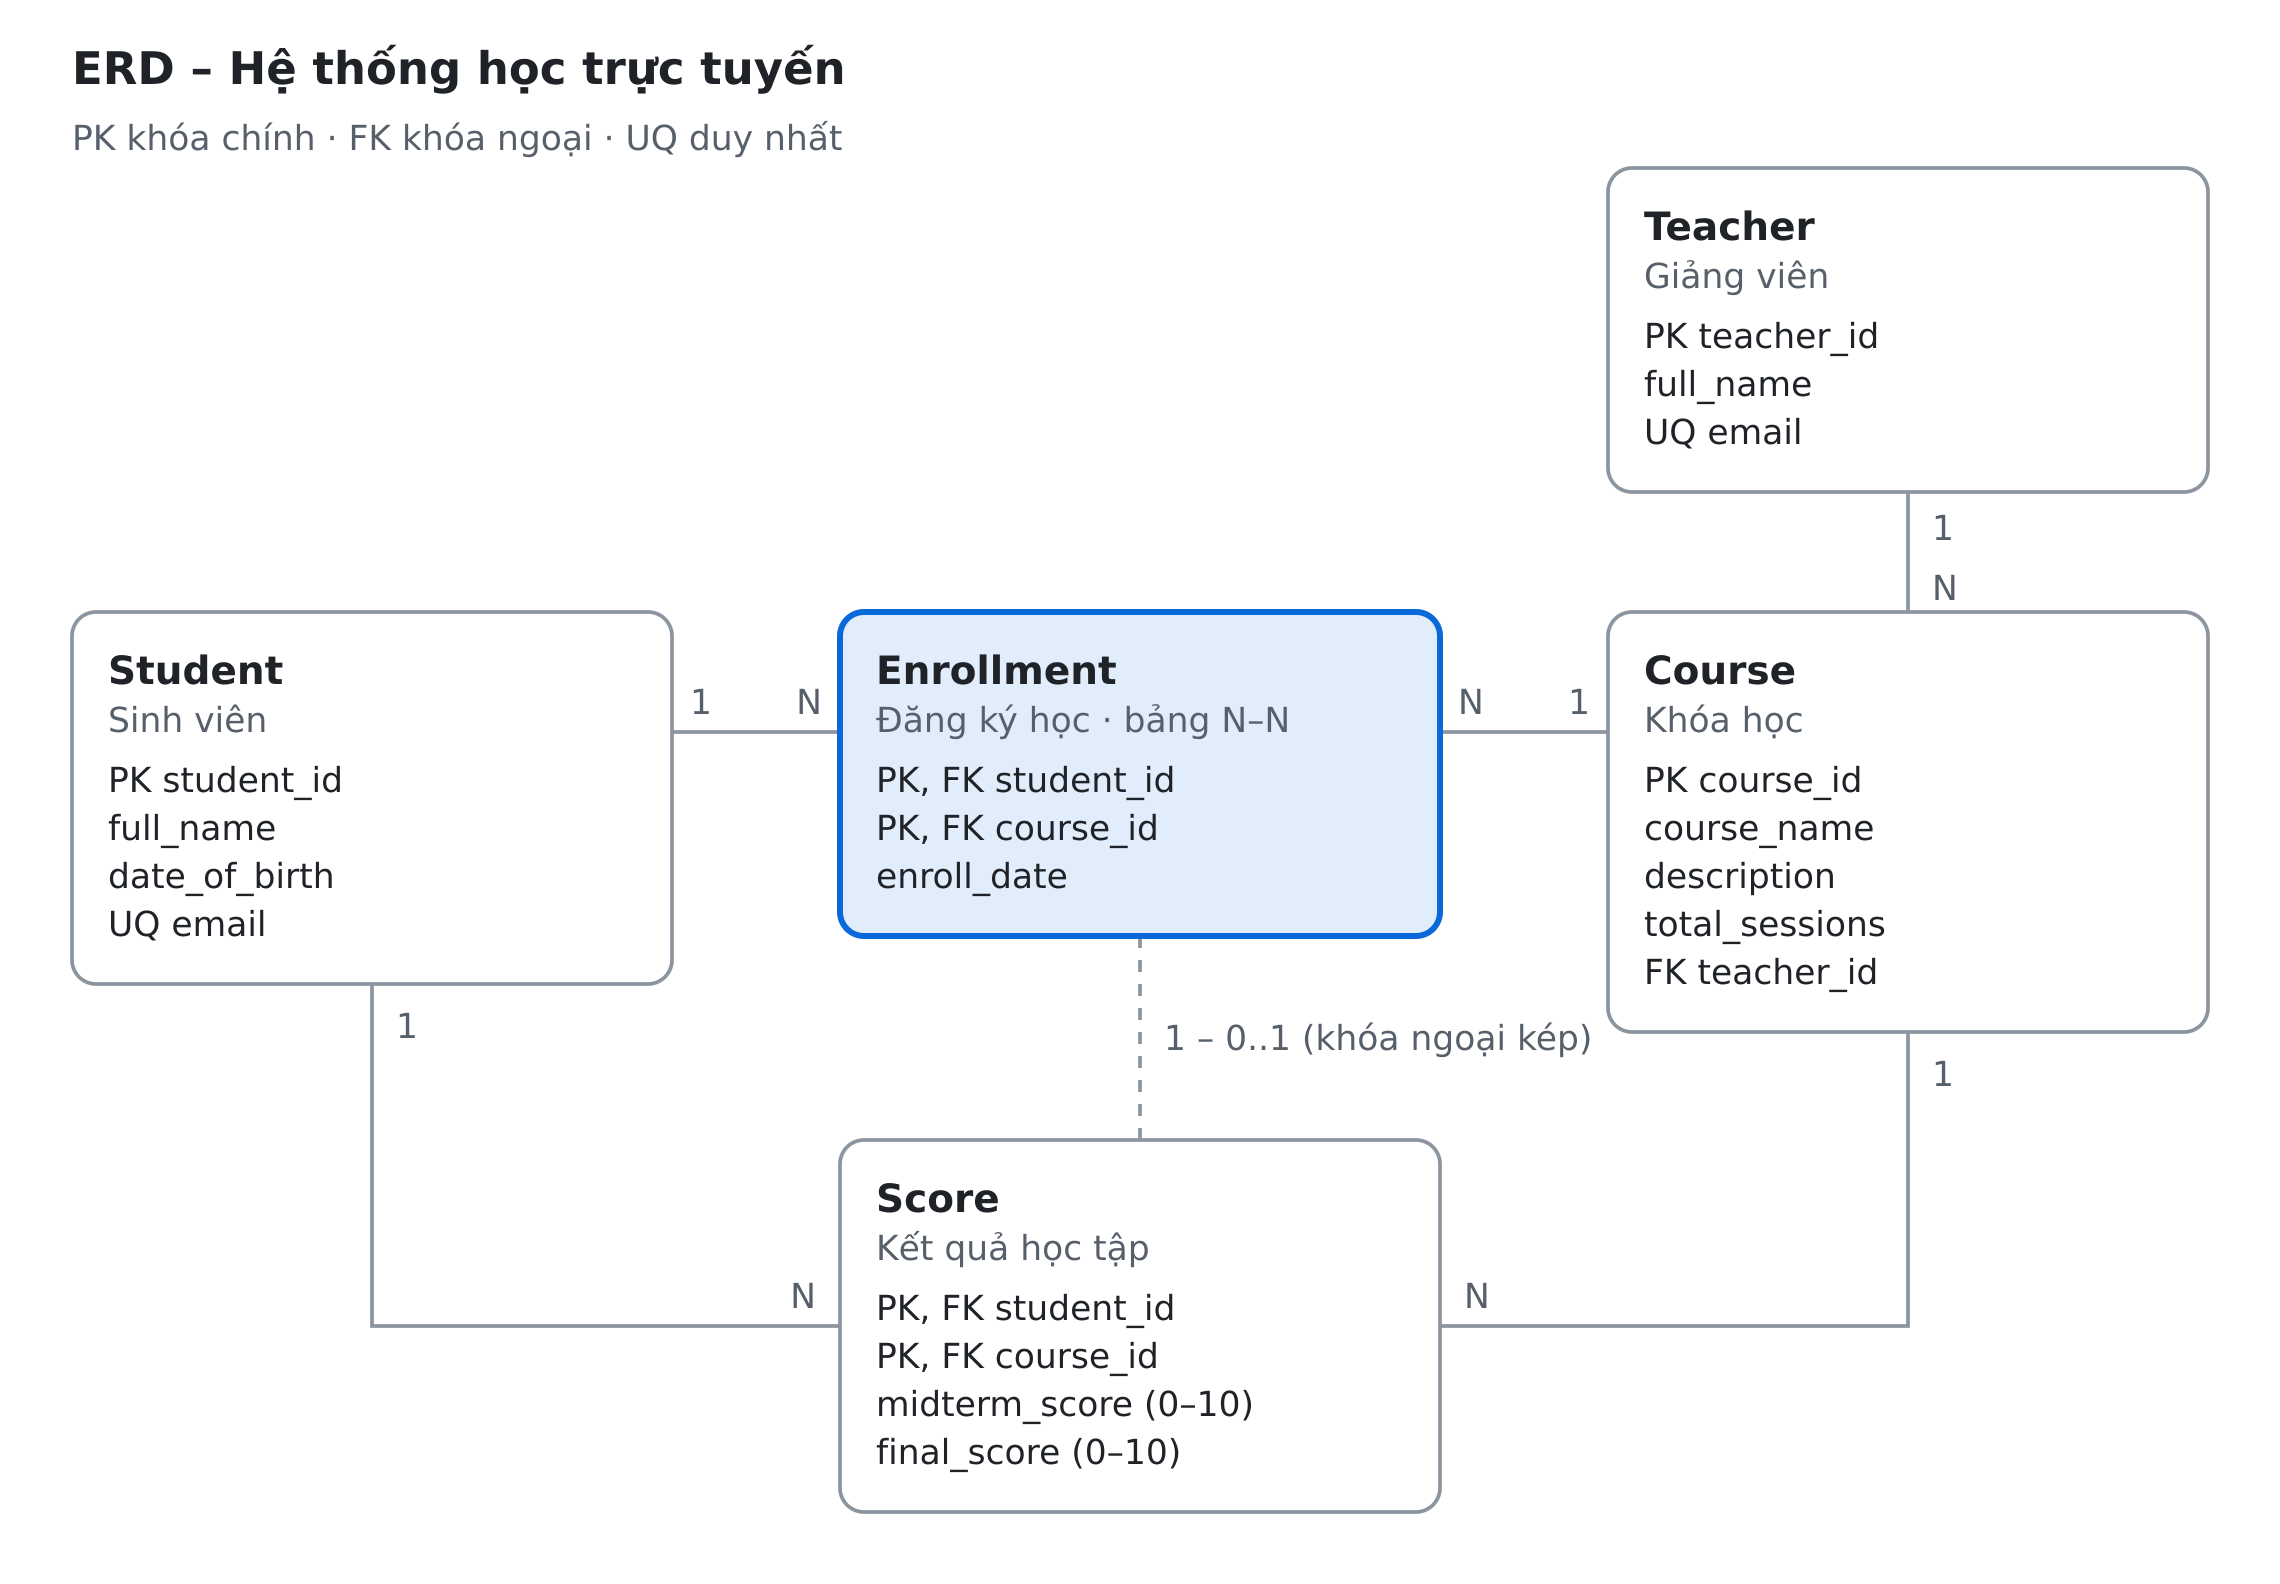 ERD – Hệ thống học trực tuyến
PK khóa chính · FK khóa ngoại · UQ duy nhất
Teacher
Giảng viên
PK teacher_id
full_name
UQ email
1
N
Student
Sinh viên
PK student_id
full_name
date_of_birth
UQ email
1
N
Enrollment
Đăng ký học · bảng N–N
PK, FK student_id
PK, FK course_id
enroll_date
N
1
Course
Khóa học
PK course_id
course_name
description
total_sessions
FK teacher_id
1
1 – 0..1 (khóa ngoại kép)
1
N
Score
Kết quả học tập
PK, FK student_id
PK, FK course_id
midterm_score (0–10)
final_score (0–10)
N